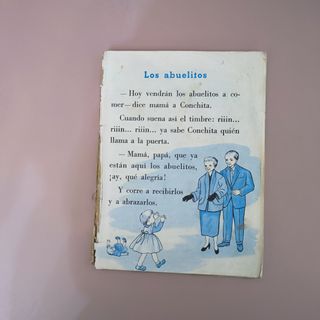 Los abuelitos
—Hoy vendrán los abuelitos a co-
mer—dice mamá a Conchita.
Cuando suena así el timbre: riiin...
riiin... riiin... ya sabe Conchita quién
llama a la puerta.
—Mamá, papá, que ya
están aquí los abuelitos,
¡ay, qué alegría!
Y corre a recibirlos
y a abrazarlos.